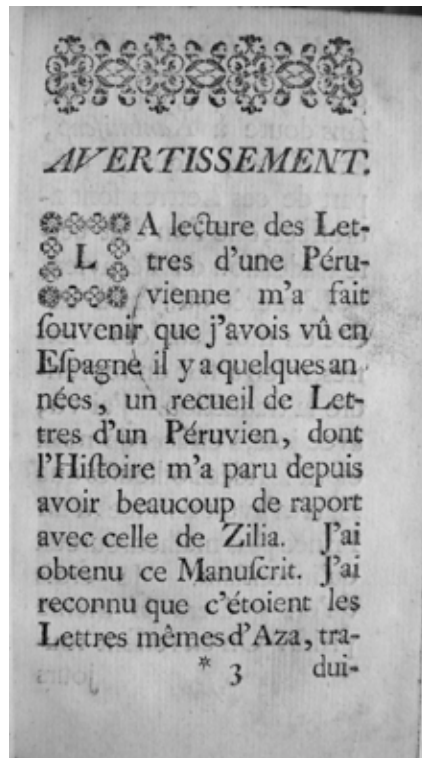 AVERTISSEMENT.
LA lecture des Let-
tres d'une Péru-
vienne m'a fait
ſouvenir que j'avois vû en
Eſpagne il y a quelques an
nées, un recueil de Let-
tres d'un Péruvien, dont
l'Hiſtoire m'a paru depuis
avoir beaucoup de raport
avec celle de Zilia. J'ai
obtenu ce Manuſcrit. J'ai
reconnu que c'étoient les
Lettres mêmes d'Aza, tra-
* 3 dui-